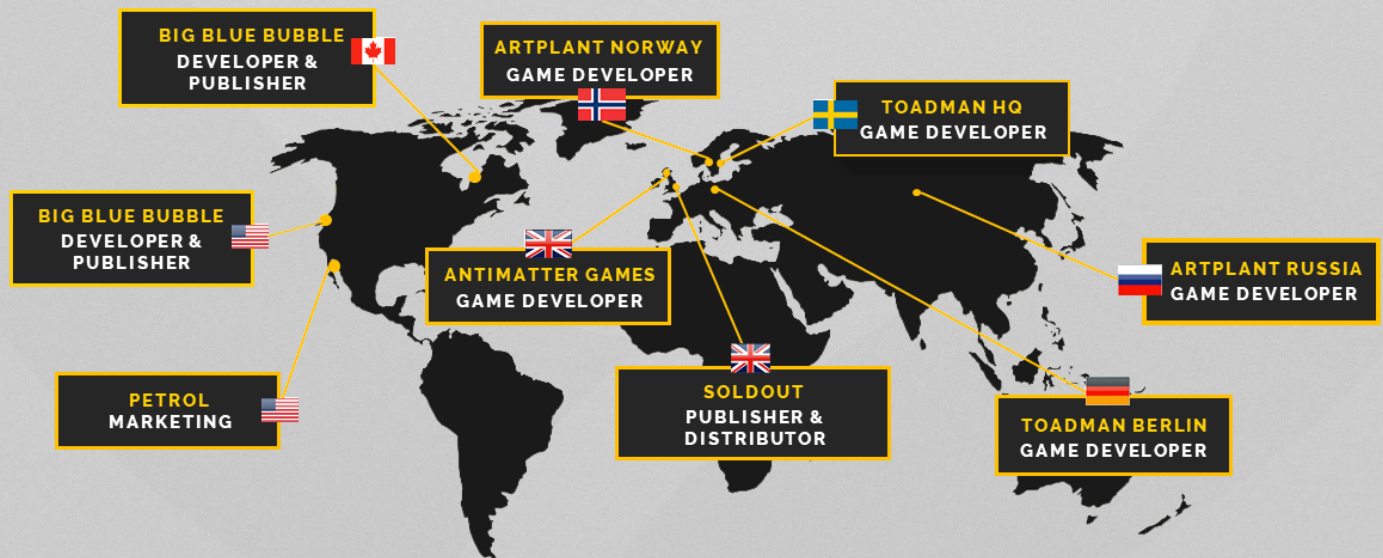 BIG BLUE BUBBLE
DEVELOPER &
PUBLISHER
ARTPLANT NORWAY
GAME DEVELOPER
TOADMAN HQ
GAME DEVELOPER
BIG BLUE BUBBLE
DEVELOPER &
PUBLISHER
ANTIMATTER GAMES
GAME DEVELOPER
ARTPLANT RUSSIA
GAME DEVELOPER
PETROL
MARKETING
SOLDOUT
PUBLISHER &
DISTRIBUTOR
TOADMAN BERLIN
GAME DEVELOPER